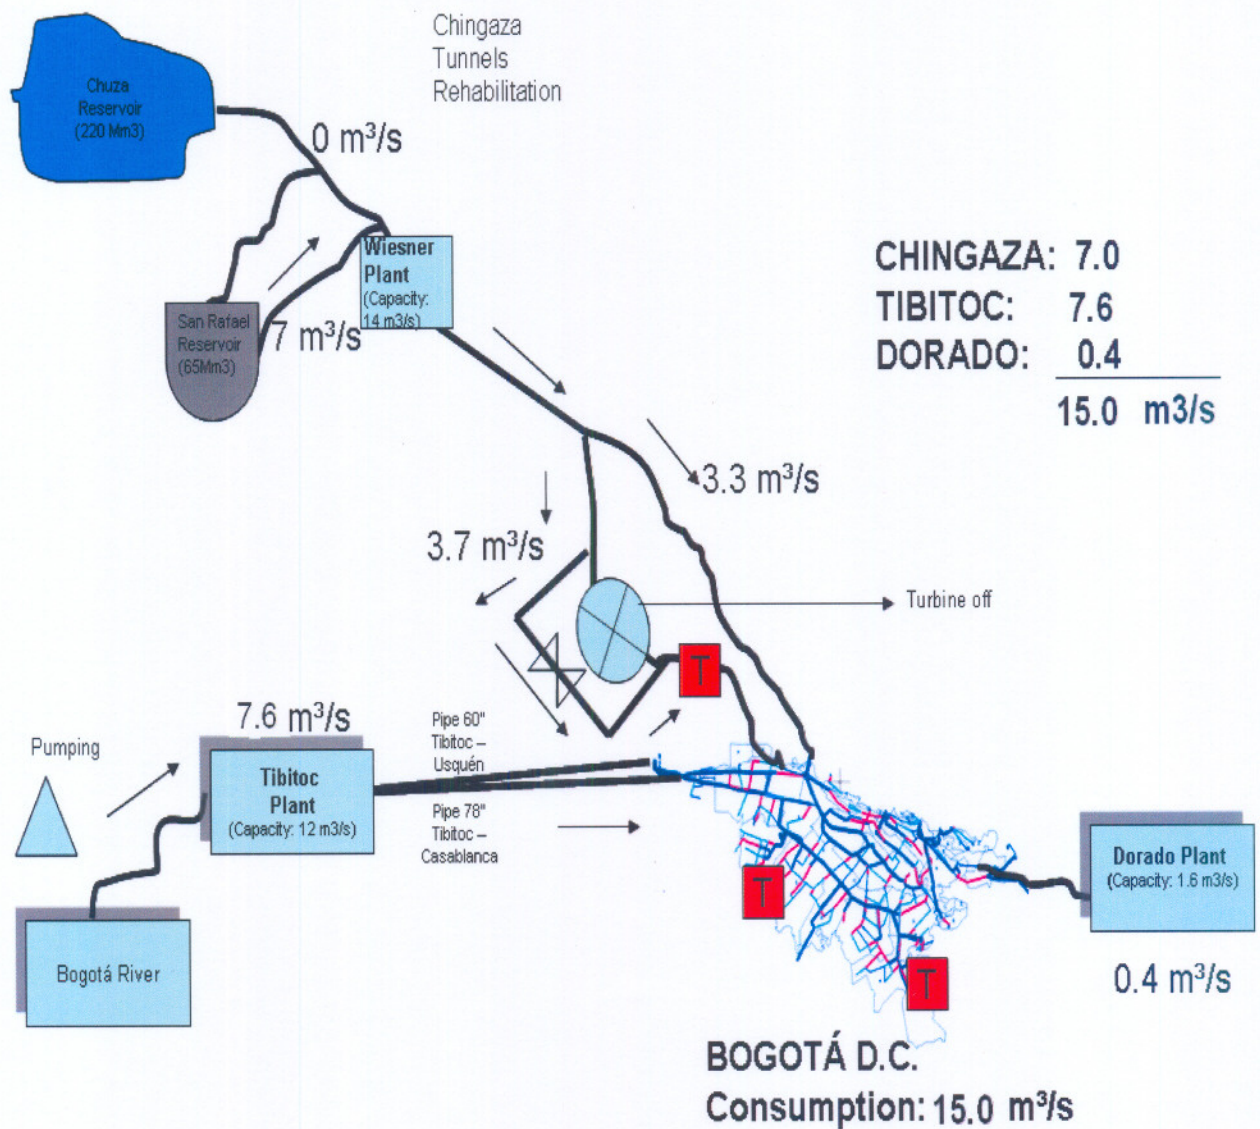 Chingaza
Tunnels
Rehabilitation
Chuza
Reservoir
(220 Mm3)
0 m³/s
Wiesner
Plant
(Capacity:
14 m3/s)
San Rafael
Reservoir
(65Mm3)
7 m³/s
CHINGAZA: 7.0
TIBITOC: 7.6
DORADO: 0.4
15.0 m3/s
3.3 m³/s
3.7 m³/s
Turbine off
T
7.6 m³/s
Pumping
Tibitoc
Plant
(Capacity: 12 m3/s)
Pipe 60"
Tibitoc –
Usquén
Pipe 78"
Tibitoc –
Casablanca
Bogotá River
T
T
Dorado Plant
(Capacity: 1.6 m3/s)
0.4 m³/s
BOGOTÁ D.C.
Consumption: 15.0 m³/s